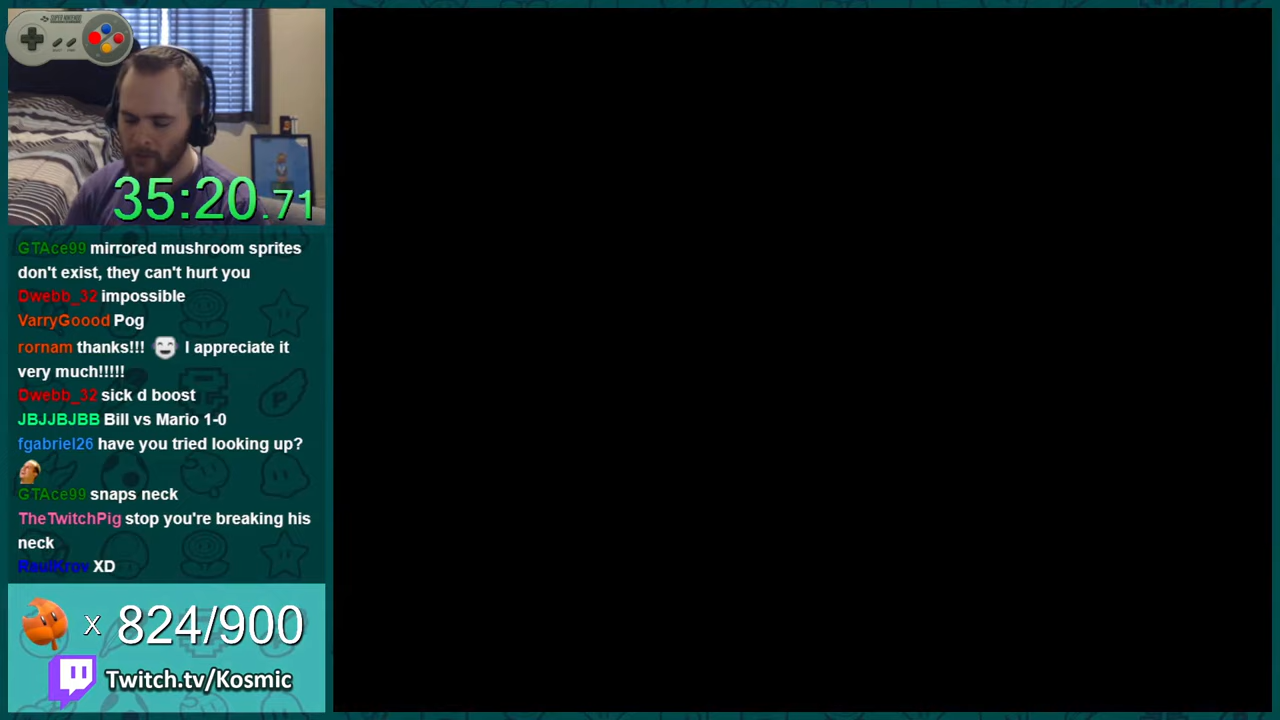 35:20.71
GTAce99 mirrored mushroom sprites
don't exist, they can't hurt you
Dwebb_32 impossible
VarryGoood Pog
rornam thanks!!! I appreciate it
very much!!!!!
Dwebb_32 sick d boost
JBJJBJBB Bill vs Mario 1-0
fgabriel26 have you tried looking up?
GTAce99 snaps neck
TheTwitchPig stop you're breaking his
neck
RaulKrov XD
x 824/900
Twitch.tv/Kosmic